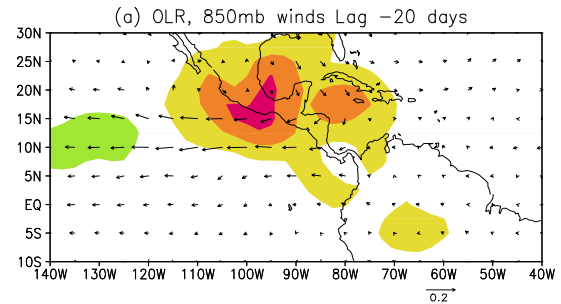 (a) OLR, 850mb winds Lag −20 days
30N
25N
20N
15N
10N
5N
EQ
5S
10S
140W 130W 120W 110W 100W 90W 80W 70W 60W 50W 40W
0.2